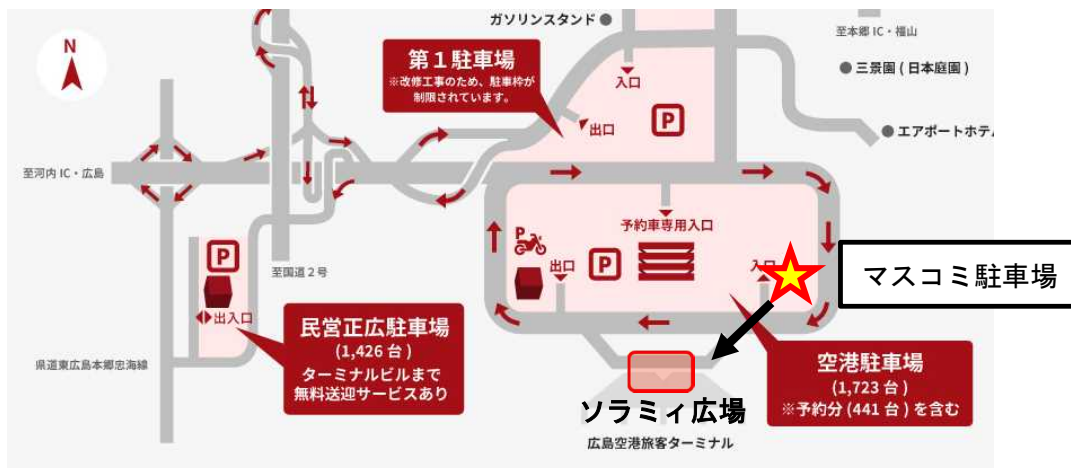 ガソリンスタンド
至本郷IC・福山
N
第1駐車場
※改修工事のため、駐車枠が
制限されています。
三景園(日本庭園)
入口
出口
P
エアポートホテ
至河内IC・広島
予約車専用入口
P
出口
P
入口
マスコミ駐車場
P
至国道2号
出入口
民営正広駐車場
(1,426台)
ターミナルビルまで
無料送迎サービスあり
県道東広島本郷忠海線
空港駐車場
(1,723台)
※予約分(441台)を含む
ソラミィ広場
広島空港旅客ターミナル